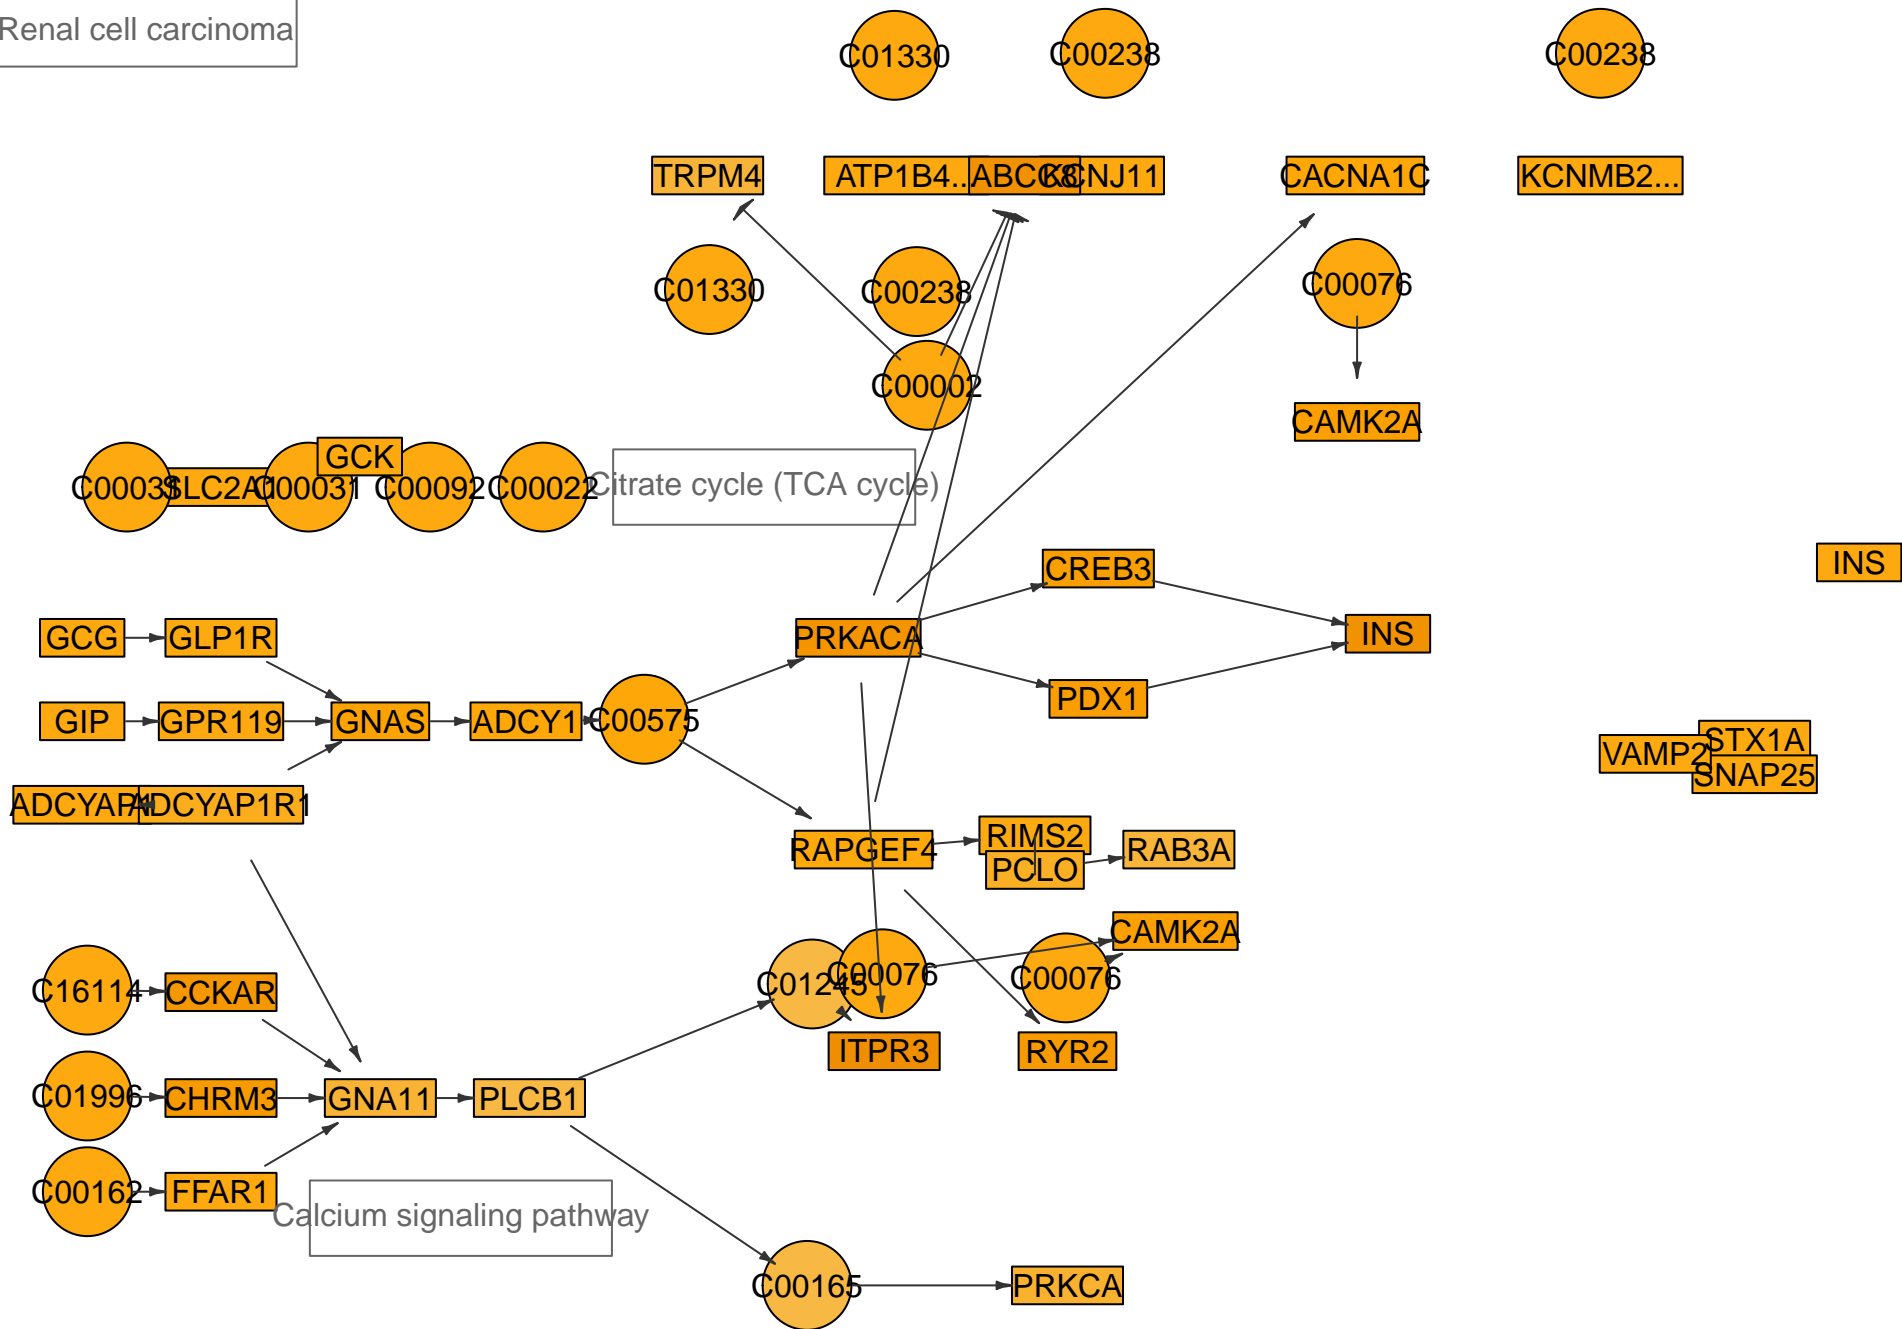 Renal cell carcinoma
C01330
C00238
C00238
TRPM4
ATP1B4...
ABCC8
KCNJ11
CACNA1C
KCNMB2...
C01330
C00238
C00076
C00002
CAMK2A
C00031
SLC2A1
C00031
GCK
C00092
C00022
Citrate cycle (TCA cycle)
CREB3
INS
GCG
GLP1R
PRKACA
INS
PDX1
GIP
GPR119
GNAS
ADCY1
C00575
STX1A
VAMP2
SNAP25
ADCYAP1
ADCYAP1R1
RIMS2
RAPGEF4
RAB3A
PCLO
CAMK2A
C16114
CCKAR
C01245
C00076
C00076
ITPR3
RYR2
C01996
CHRM3
GNA11
PLCB1
C00162
FFAR1
Calcium signaling pathway
C00165
PRKCA